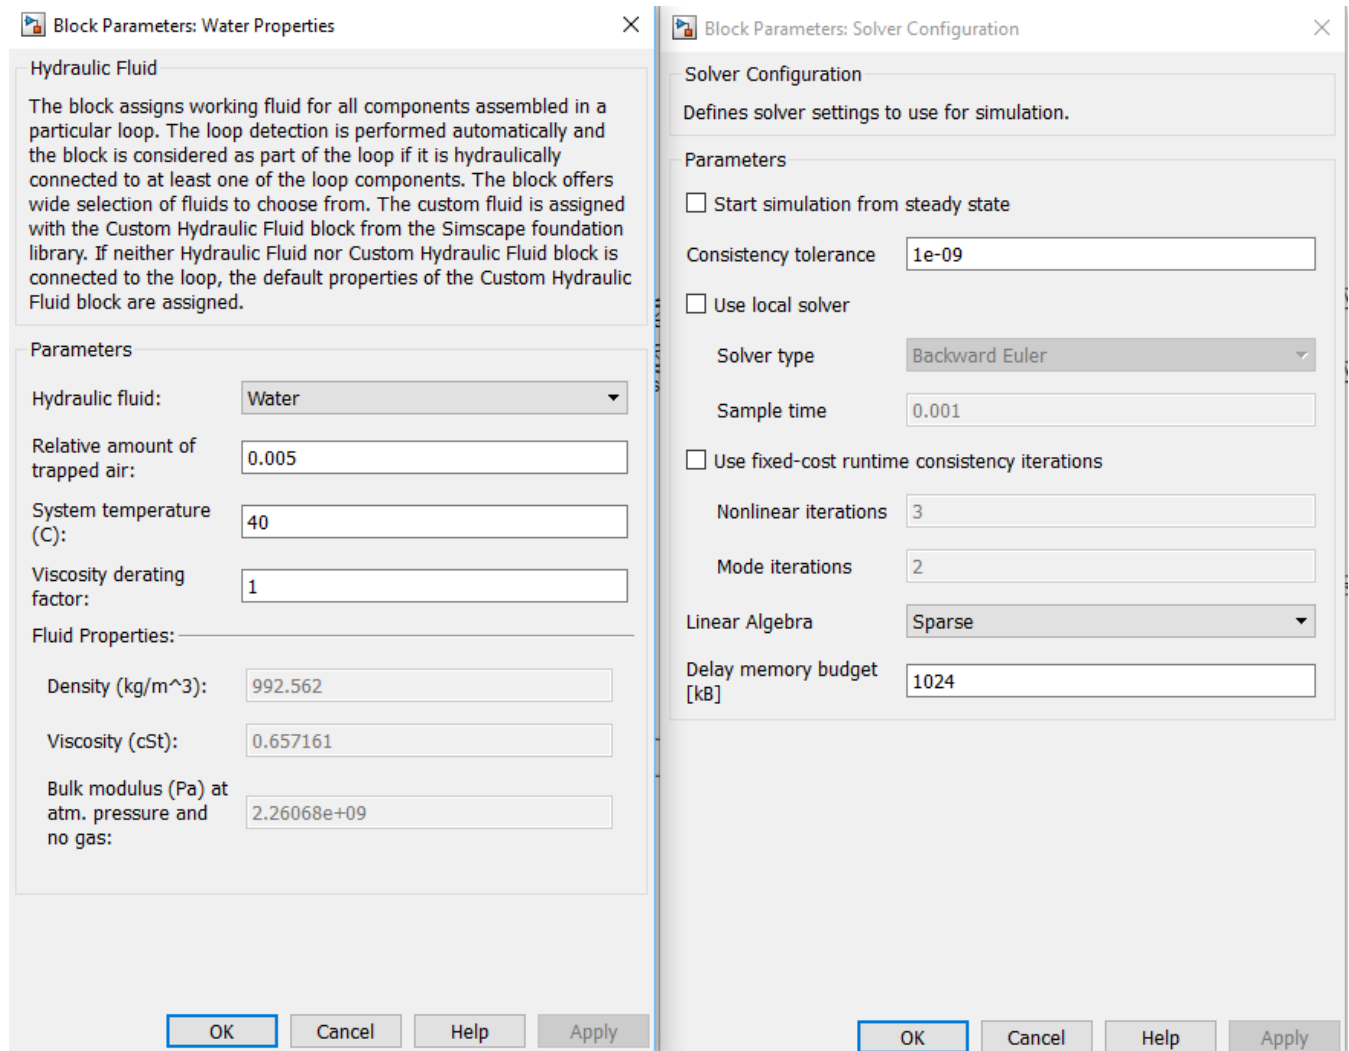 Block Parameters: Water Properties
Hydraulic Fluid
The block assigns working fluid for all components assembled in a
particular loop. The loop detection is performed automatically and
the block is considered as part of the loop if it is hydraulically
connected to at least one of the loop components. The block offers
wide selection of fluids to choose from. The custom fluid is assigned
with the Custom Hydraulic Fluid block from the Simscape foundation
library. If neither Hydraulic Fluid nor Custom Hydraulic Fluid block is
connected to the loop, the default properties of the Custom Hydraulic
Fluid block are assigned.
Parameters
Hydraulic fluid: Water
Relative amount of
trapped air: 0.005
System temperature
(C): 40
Viscosity derating
factor: 1
Fluid Properties:
Density (kg/m^3): 992.562
Viscosity (cSt): 0.657161
Bulk modulus (Pa) at
atm. pressure and
no gas: 2.26068e+09
OK Cancel Help Apply
Block Parameters: Solver Configuration
Solver Configuration
Defines solver settings to use for simulation.
Parameters
Start simulation from steady state
Consistency tolerance 1e-09
Use local solver
Solver type Backward Euler
Sample time 0.001
Use fixed-cost runtime consistency iterations
Nonlinear iterations 3
Mode iterations 2
Linear Algebra Sparse
Delay memory budget
[kB] 1024
OK Cancel Help Apply